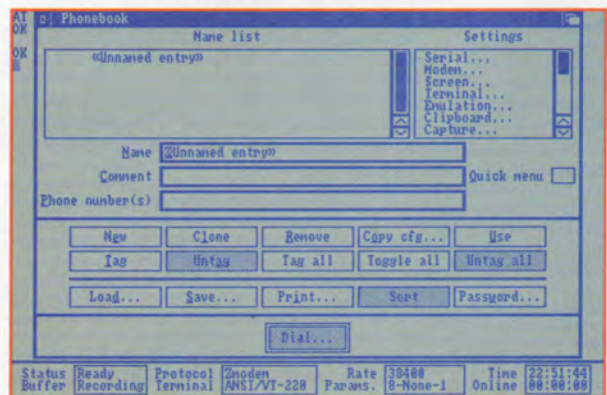 AT
OK
OK
Phonebook
Name list
Settings
«Unnamed entry»
Serial...
Modem...
Screen...
Terminal...
Emulation...
Clipboard...
Capture...
Name «Unnamed entry»
Comment
Quick menu
Phone number(s)
New Clone Remove Copy cfg... Use
Tag Untag Tag all Toggle all Untag all
Load... Save... Print... Sort Password...
Dial...
Status Ready Protocol Zmodem Rate 38400 Time 22:51:44
Buffer Recording Terminal ANSI/VT-220 Params. 8-None-1 Online 00:00:00